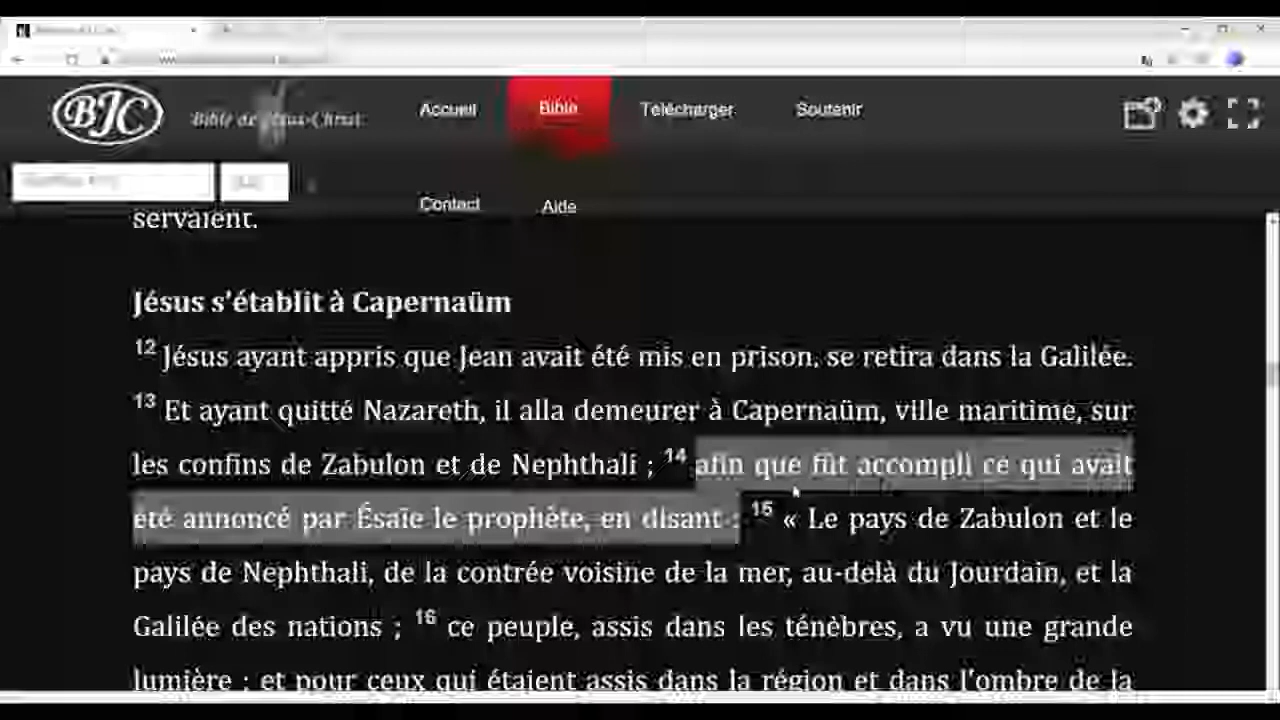 BJC
Bible de Jésus-Christ
Accueil
Bible
Télécharger
Soutenir
Contact
Aide
servaient.
Jésus s'établit à Capernaüm
12 Jésus ayant appris que Jean avait été mis en prison, se retira dans la Galilée.
13 Et ayant quitté Nazareth, il alla demeurer à Capernaüm, ville maritime, sur
les confins de Zabulon et de Nephthali ; 14 afin que fût accompli ce qui avait
été annoncé par Ésaïe le prophète, en disant : 15 « Le pays de Zabulon et le
pays de Nephthali, de la contrée voisine de la mer, au-delà du Jourdain, et la
Galilée des nations ; 16 ce peuple, assis dans les ténèbres, a vu une grande
lumière ; et pour ceux qui étaient assis dans la région et dans l'ombre de la